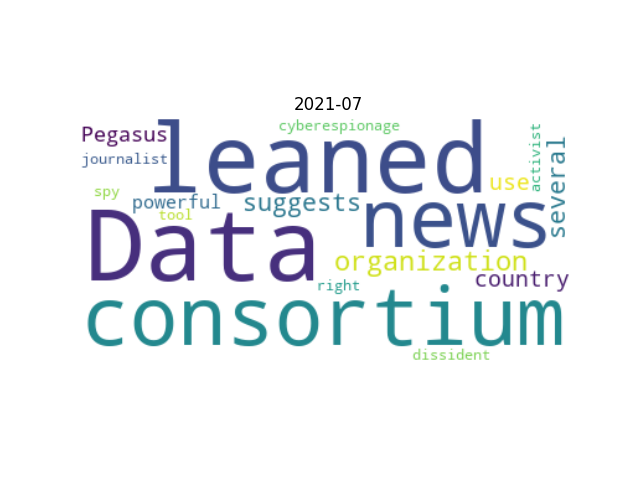 2021-07
cyberespionage
Pegasus
leaned
journalist
activist
several
spy
use
powerful
suggests
news
tool
Data
organization
country
right
consortium
dissident